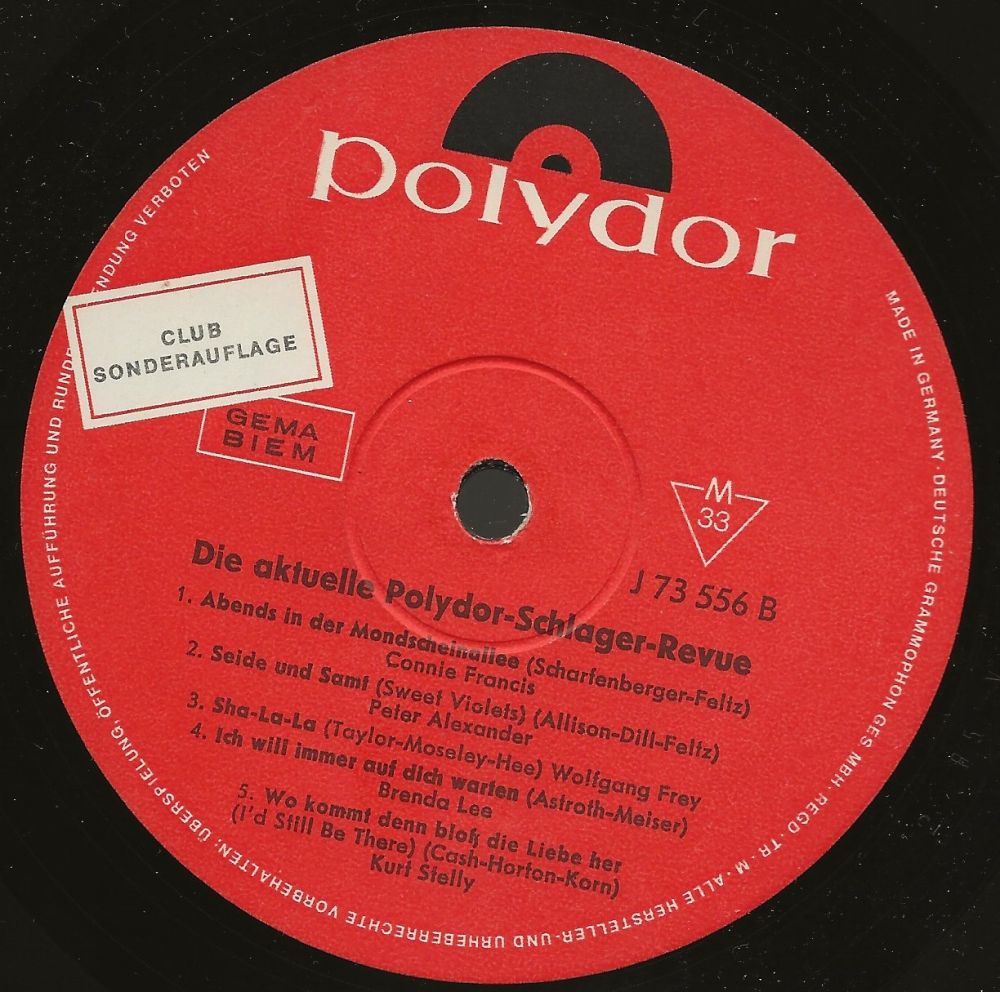 polydor
CLUB
SONDERAUFLAGE
GEMA
BIEM
M
33
J 73 556 B
Die aktuelle Polydor-Schlager-Revue
1. Abends in der Mondscheinallee (Scharfenberger-Feltz)
Connie Francis
2. Seide und Samt (Sweet Violets) (Allison-Dill-Feltz)
Peter Alexander
3. Sha-La-La (Taylor-Moseley-Hee) Wolfgang Frey
4. Ich will immer auf dich warten (Astroth-Meiser)
Brenda Lee
5. Wo kommt denn bloß die Liebe her
(I'd Still Be There) (Cash-Horton-Korn)
Kurt Stelly
MADE IN GERMANY · DEUTSCHE GRAMMOPHON GES MBH · REGD · TR · M · ALLE HERSTELLER- UND URHEBERRECHTE VORBEHALTEN; ÜBERSPIELUNG, ÖFFENTLICHE AUFFÜHRUNG UND RUNDF ENDUNG VERBOTEN